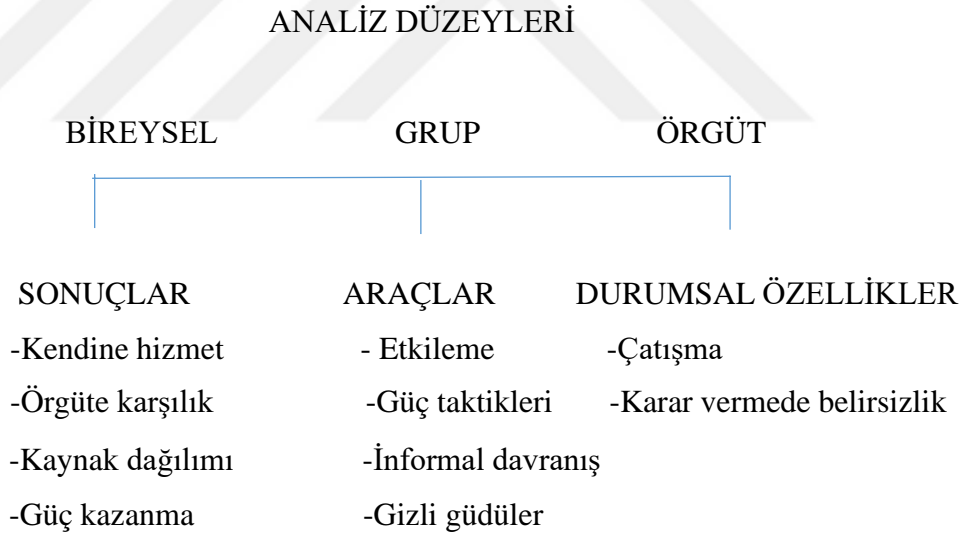 ANALİZ DÜZEYLERİ
BİREYSEL GRUP ÖRGÜT
SONUÇLAR ARAÇLAR DURUMSAL ÖZELLİKLER
-Kendine hizmet - Etkileme -Çatışma
-Örgüte karşılık -Güç taktikleri -Karar vermede belirsizlik
-Kaynak dağılımı -İnformal davranış
-Güç kazanma -Gizli güdüler